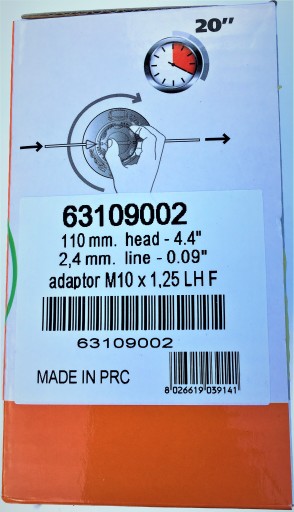 20"
63109002
110 mm. head - 4.4"
2,4 mm. line - 0.09"
adaptor M10 x 1,25 LH F
63109002
MADE IN PRC
8 026619 039141